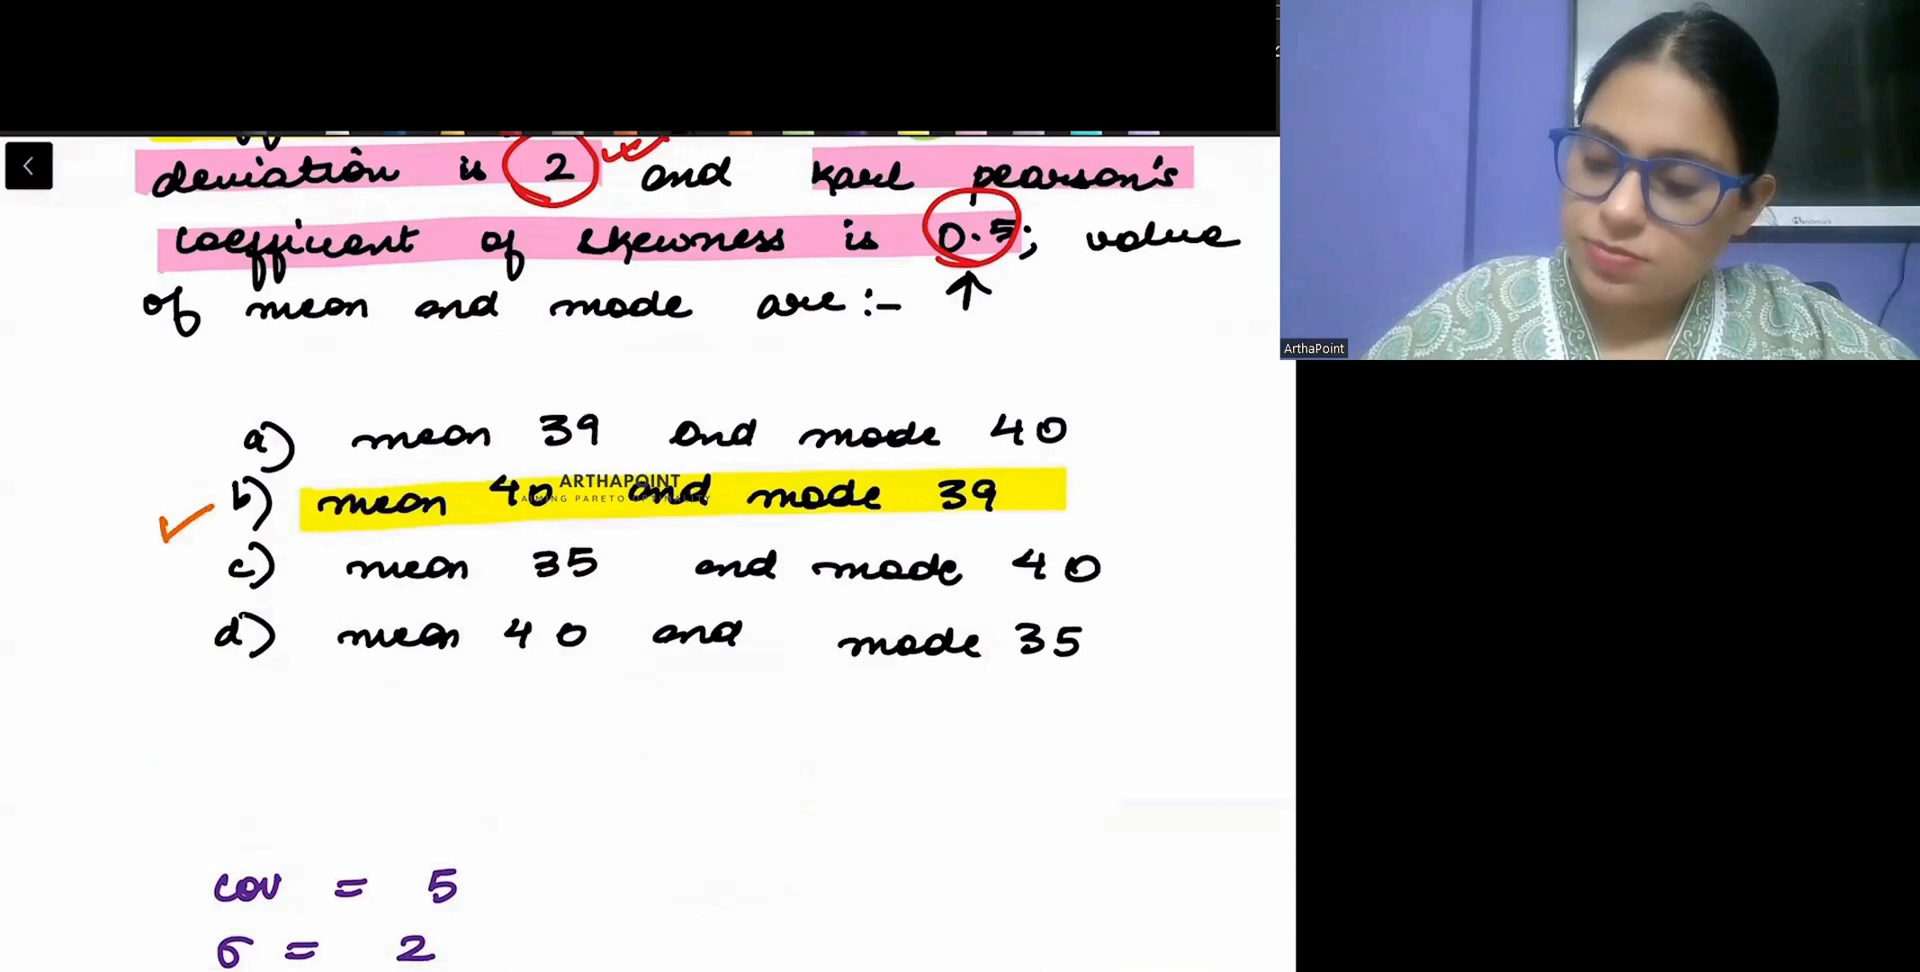 deviation is 2 and Karl pearson's
coefficient of skewness is 0.5; value
of mean and mode are :-
a) mean 39 and mode 40
b) mean 40 and mode 39
ARTHAPOINT
c) mean 35 and mode 40
d) mean 40 and mode 35
cov = 5
σ = 2
ArthaPoint